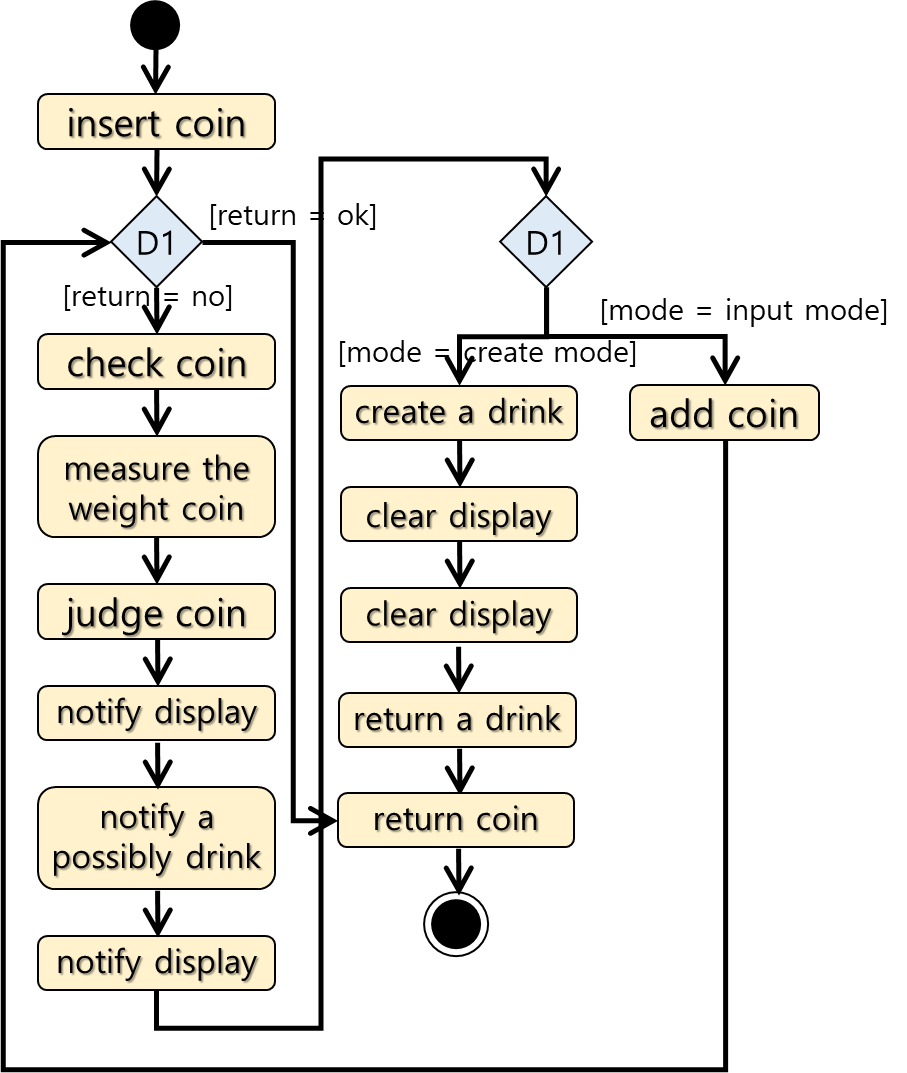 insert coin
D1
[return = ok]
[return = no]
check coin
measure the
weight coin
judge coin
notify display
notify a
possibly drink
notify display
D1
[mode = input mode]
[mode = create mode]
create a drink
add coin
clear display
clear display
return a drink
return coin